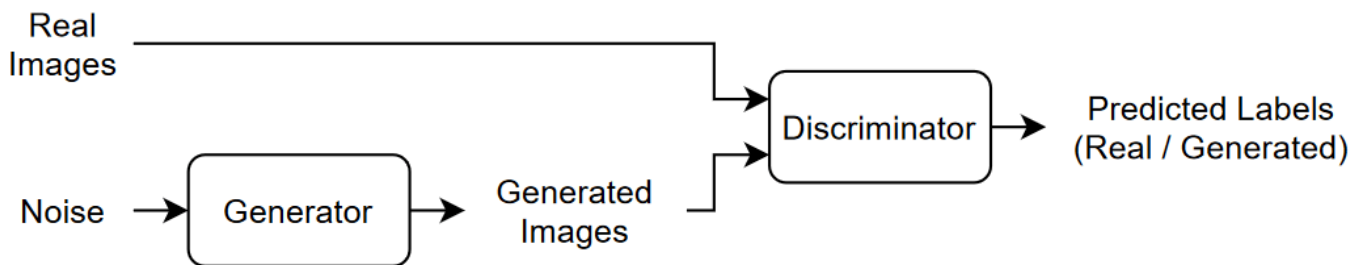 Real
Images
Discriminator
Predicted Labels
(Real / Generated)
Noise
Generator
Generated
Images